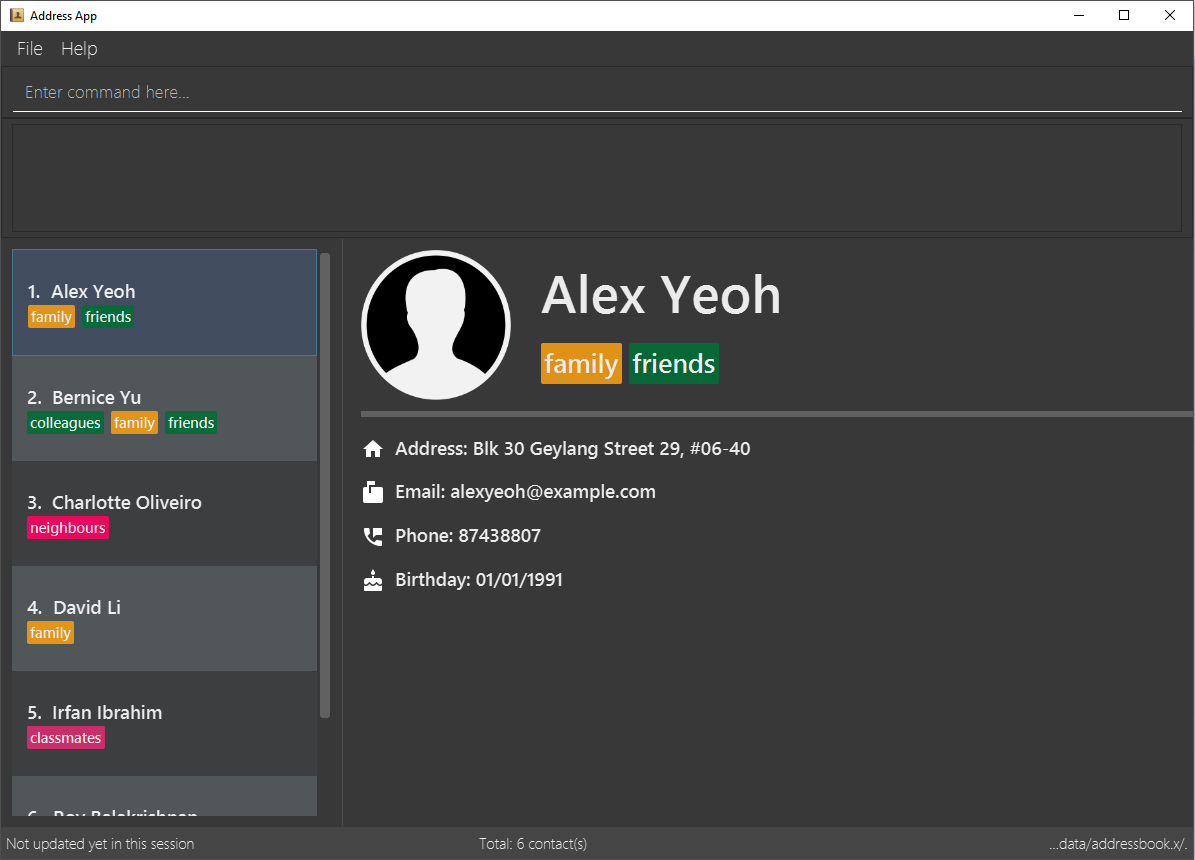 Address App
File Help
Enter command here...
1. Alex Yeoh
family friends
2. Bernice Yu
colleagues family friends
3. Charlotte Oliveiro
neighbours
4. David Li
family
5. Irfan Ibrahim
classmates
6. Roy Balakrishnan
Alex Yeoh
family friends
Address: Blk 30 Geylang Street 29, #06-40
Email: alexyeoh@example.com
Phone: 87438807
Birthday: 01/01/1991
Not updated yet in this session
Total: 6 contact(s)
...data/addressbook.x/.